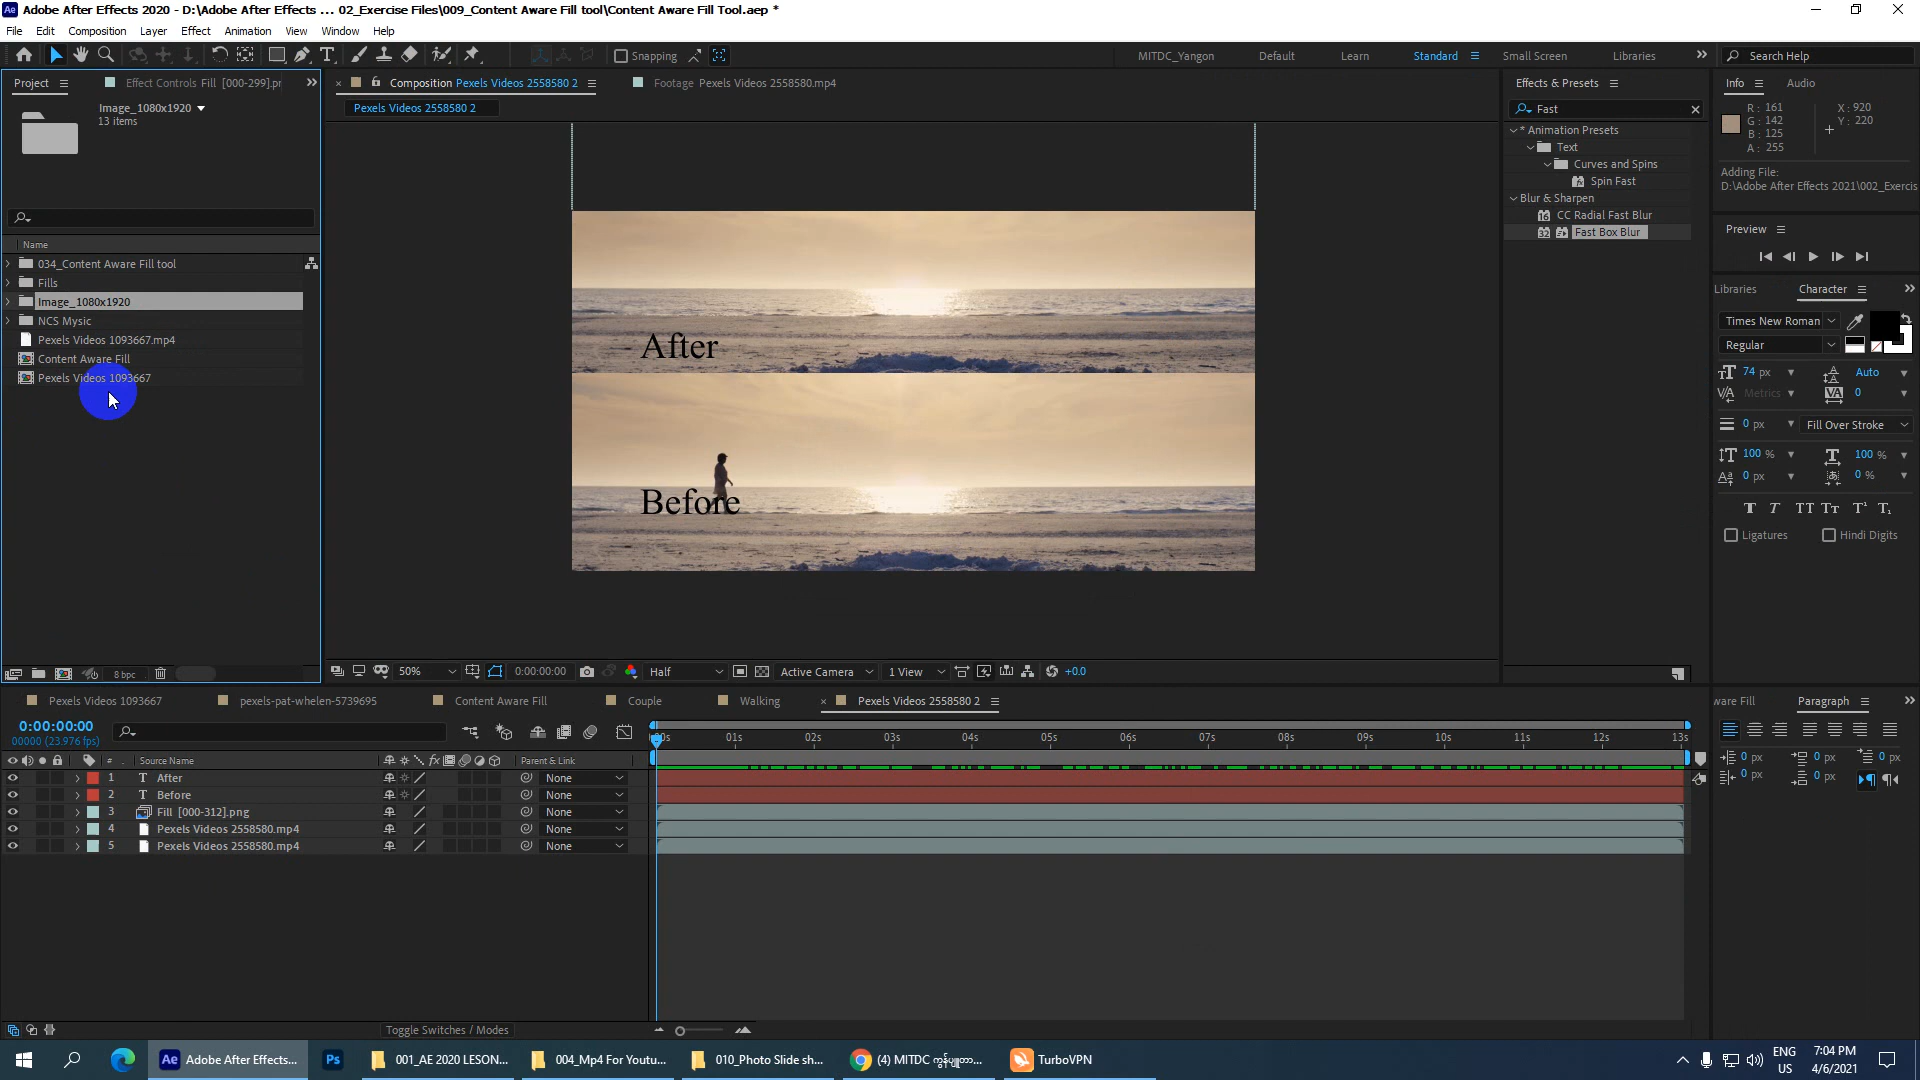 Adobe After Effects 2020 - D:\Adobe After Effects ... 02_Exercise Files\009_Content Aware Fill tool\Content Aware Fill Tool.aep *
File Edit Composition Layer Effect Animation View Window Help
Snapping
MITDC_Yangon Default Learn Standard Small Screen Libraries
Search Help
Project
Effect Controls Fill [000-299].pr
Composition Pexels Videos 2558580 2
Footage Pexels Videos 2558580.mp4
Pexels Videos 2558580 2
Image_1080x1920
13 items
Name
034_Content Aware Fill tool
Fills
Image_1080x1920
NCS Mysic
Pexels Videos 1093667.mp4
Content Aware Fill
Pexels Videos 1093667
8 bpc
After
Before
50%
0:00:00:00
Half
Active Camera
1 View
+0.0
Effects & Presets
Fast
* Animation Presets
Text
Curves and Spins
Spin Fast
Blur & Sharpen
CC Radial Fast Blur
Fast Box Blur
Info Audio
R: 161
G: 142
B: 125
A: 255
X: 920
Y: 220
Adding File:
D:\Adobe After Effects 2021\002_Exercis
Preview
Libraries Character
Times New Roman
Regular
74 px Auto
Metrics 0
0 px Fill Over Stroke
100 % 100 %
0 px 0 %
Ligatures Hindi Digits
Pexels Videos 1093667
pexels-pat-whelen-5739695
Content Aware Fill
Couple
Walking
Pexels Videos 2558580 2
ware Fill Paragraph
0:00:00:00
00000 (23.976 fps)
01s 02s 03s 04s 05s 06s 07s 08s 09s 10s 11s 12s 13s
# Source Name Parent & Link
1 After None
2 Before None
3 Fill [000-312].png None
4 Pexels Videos 2558580.mp4 None
5 Pexels Videos 2558580.mp4 None
0 px 0 px 0 px
0 px 0 px
Toggle Switches / Modes
Adobe After Effects...
001_AE 2020 LESON...
004_Mp4 For Youtu...
010_Photo Slide sh...
(4) MITDC ကွန်ပျူတာ...
TurboVPN
ENG
US
7:04 PM
4/6/2021